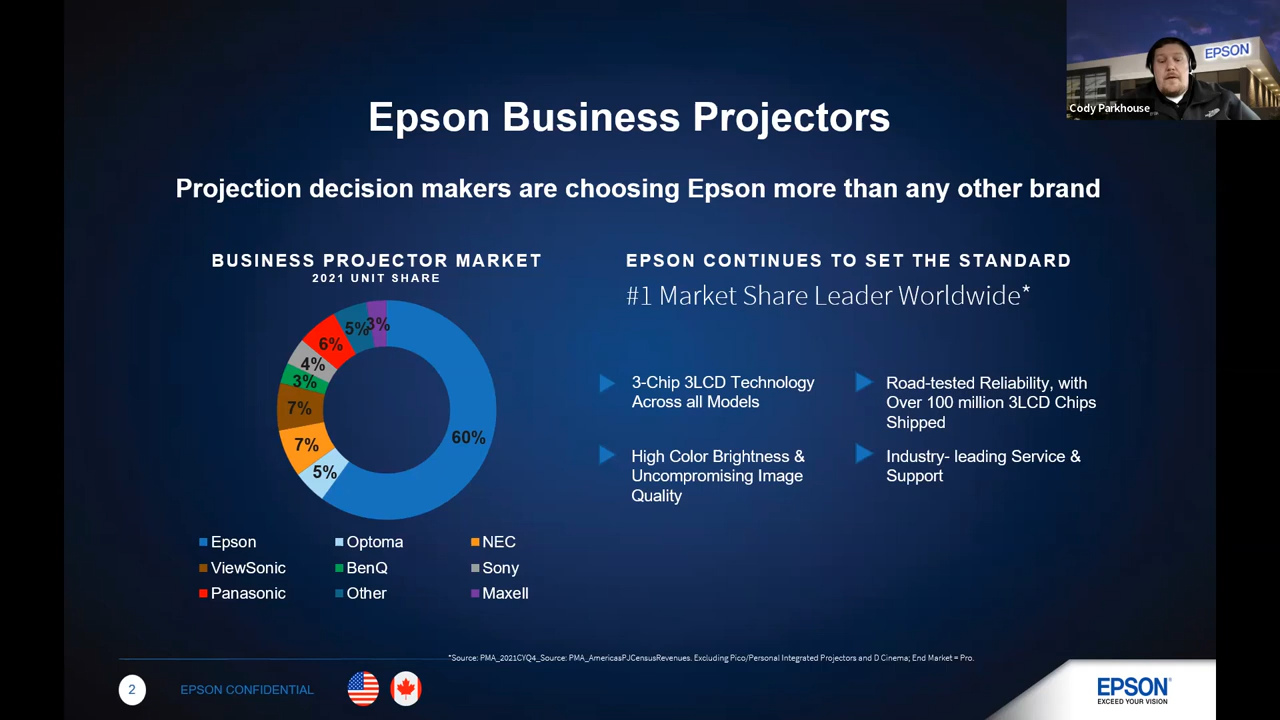 EPSON
Cody Parkhouse
Epson Business Projectors
Projection decision makers are choosing Epson more than any other brand
BUSINESS PROJECTOR MARKET
2021 UNIT SHARE
5%
3%
6%
4%
3%
7%
7%
5%
60%
Epson
Optoma
NEC
ViewSonic
BenQ
Sony
Panasonic
Other
Maxell
EPSON CONTINUES TO SET THE STANDARD
#1 Market Share Leader Worldwide*
3-Chip 3LCD Technology
Across all Models
Road-tested Reliability, with
Over 100 million 3LCD Chips
Shipped
High Color Brightness &
Uncompromising Image
Quality
Industry- leading Service &
Support
*Source: PMA_2021CYQ4_Source: PMA_AmericasPJCensusRevenues. Excluding Pico/Personal Integrated Projectors and D Cinema; End Market = Pro.
2
EPSON CONFIDENTIAL
EPSON®
EXCEED YOUR VISION